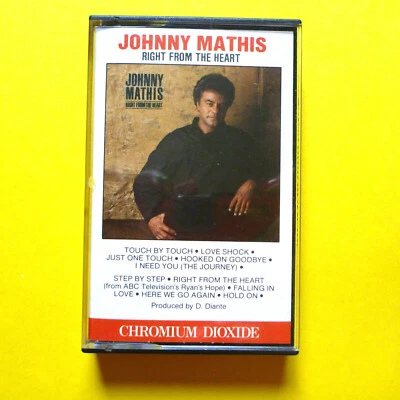 JOHNNY MATHIS
RIGHT FROM THE HEART
JOHNNY
MATHIS
RIGHT FROM THE HEART
TOUCH BY TOUCH • LOVE SHOCK •
JUST ONE TOUCH • HOOKED ON GOODBYE •
I NEED YOU (THE JOURNEY) •
STEP BY STEP • RIGHT FROM THE HEART
(from ABC Television's Ryan's Hope) • FALLING IN
LOVE • HERE WE GO AGAIN • HOLD ON •
Produced by D. Diante
CHROMIUM DIOXIDE